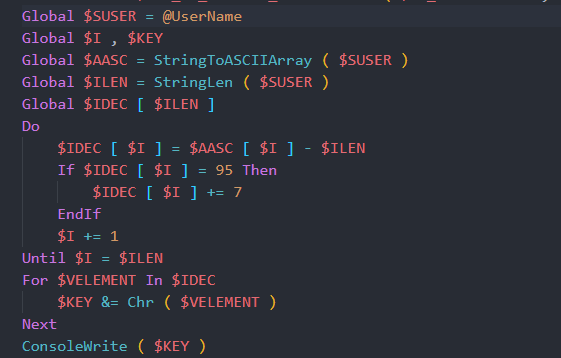 Global $SUSER = @UserName
Global $I , $KEY
Global $AASC = StringToASCIIArray ( $SUSER )
Global $ILEN = StringLen ( $SUSER )
Global $IDEC [ $ILEN ]
Do
$IDEC [ $I ] = $AASC [ $I ] - $ILEN
If $IDEC [ $I ] = 95 Then
$IDEC [ $I ] += 7
EndIf
$I += 1
Until $I = $ILEN
For $VELEMENT In $IDEC
$KEY &= Chr ( $VELEMENT )
Next
ConsoleWrite ( $KEY )